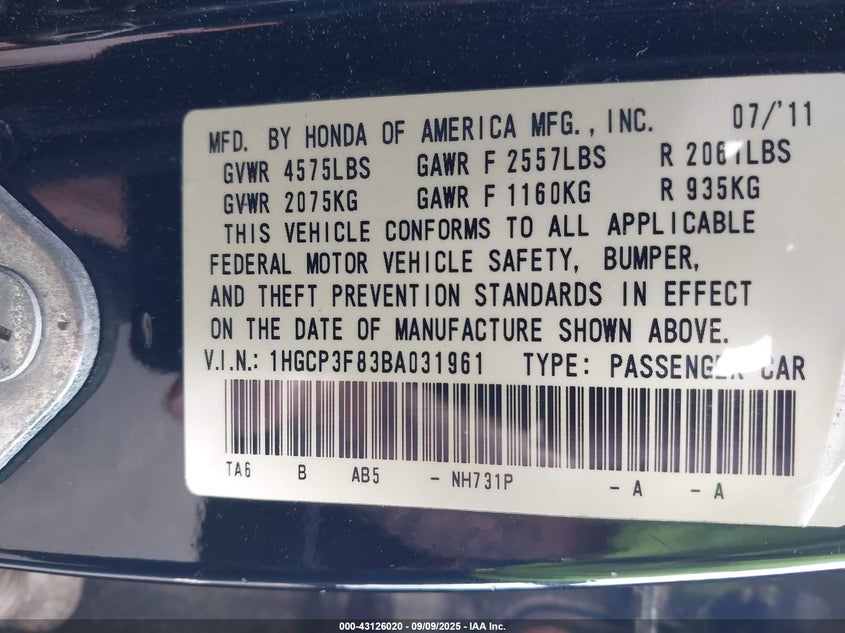 MFD. BY HONDA OF AMERICA MFG., INC. 07/'11
GVWR 4575LBS GAWR F 2557LBS R 2061LBS
GVWR 2075KG GAWR F 1160KG R 935KG
THIS VEHICLE CONFORMS TO ALL APPLICABLE
FEDERAL MOTOR VEHICLE SAFETY, BUMPER,
AND THEFT PREVENTION STANDARDS IN EFFECT
ON THE DATE OF MANUFACTURE SHOWN ABOVE.
V.I.N.: 1HGCP3F83BA031961 TYPE: PASSENGER CAR
TA6 B AB5 - NH731P - A - A
000-43126020 - 09/09/2025 - IAA Inc.